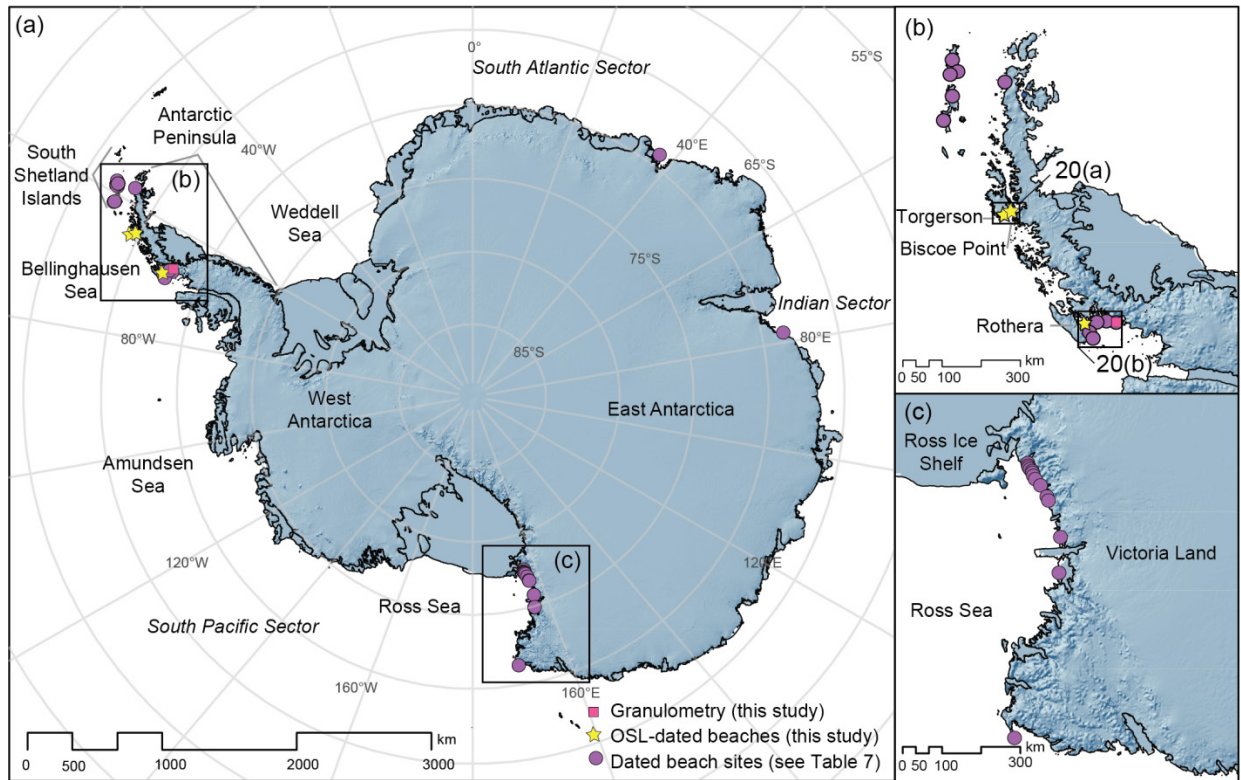 (a)
0°
South Atlantic Sector
55°S
Antarctic
Peninsula
40°W
40°E
65°S
South
Shetland
Islands
(b)
Weddell
Sea
Bellinghausen
Sea
75°S
Indian Sector
80°W
80°E
85°S
West
Antarctica
East Antarctica
Amundsen
Sea
120°W
120°E
(c)
Ross Sea
South Pacific Sector
160°W
160°E
Granulometry (this study)
OSL-dated beaches (this study)
Dated beach sites (see Table 7)
km
0 500 1000 2000 3000
(b)
20(a)
Torgerson
Biscoe Point
Rothera
20(b)
km
0 50 100 300
(c)
Ross Ice
Shelf
Victoria Land
Ross Sea
km
0 50 100 300